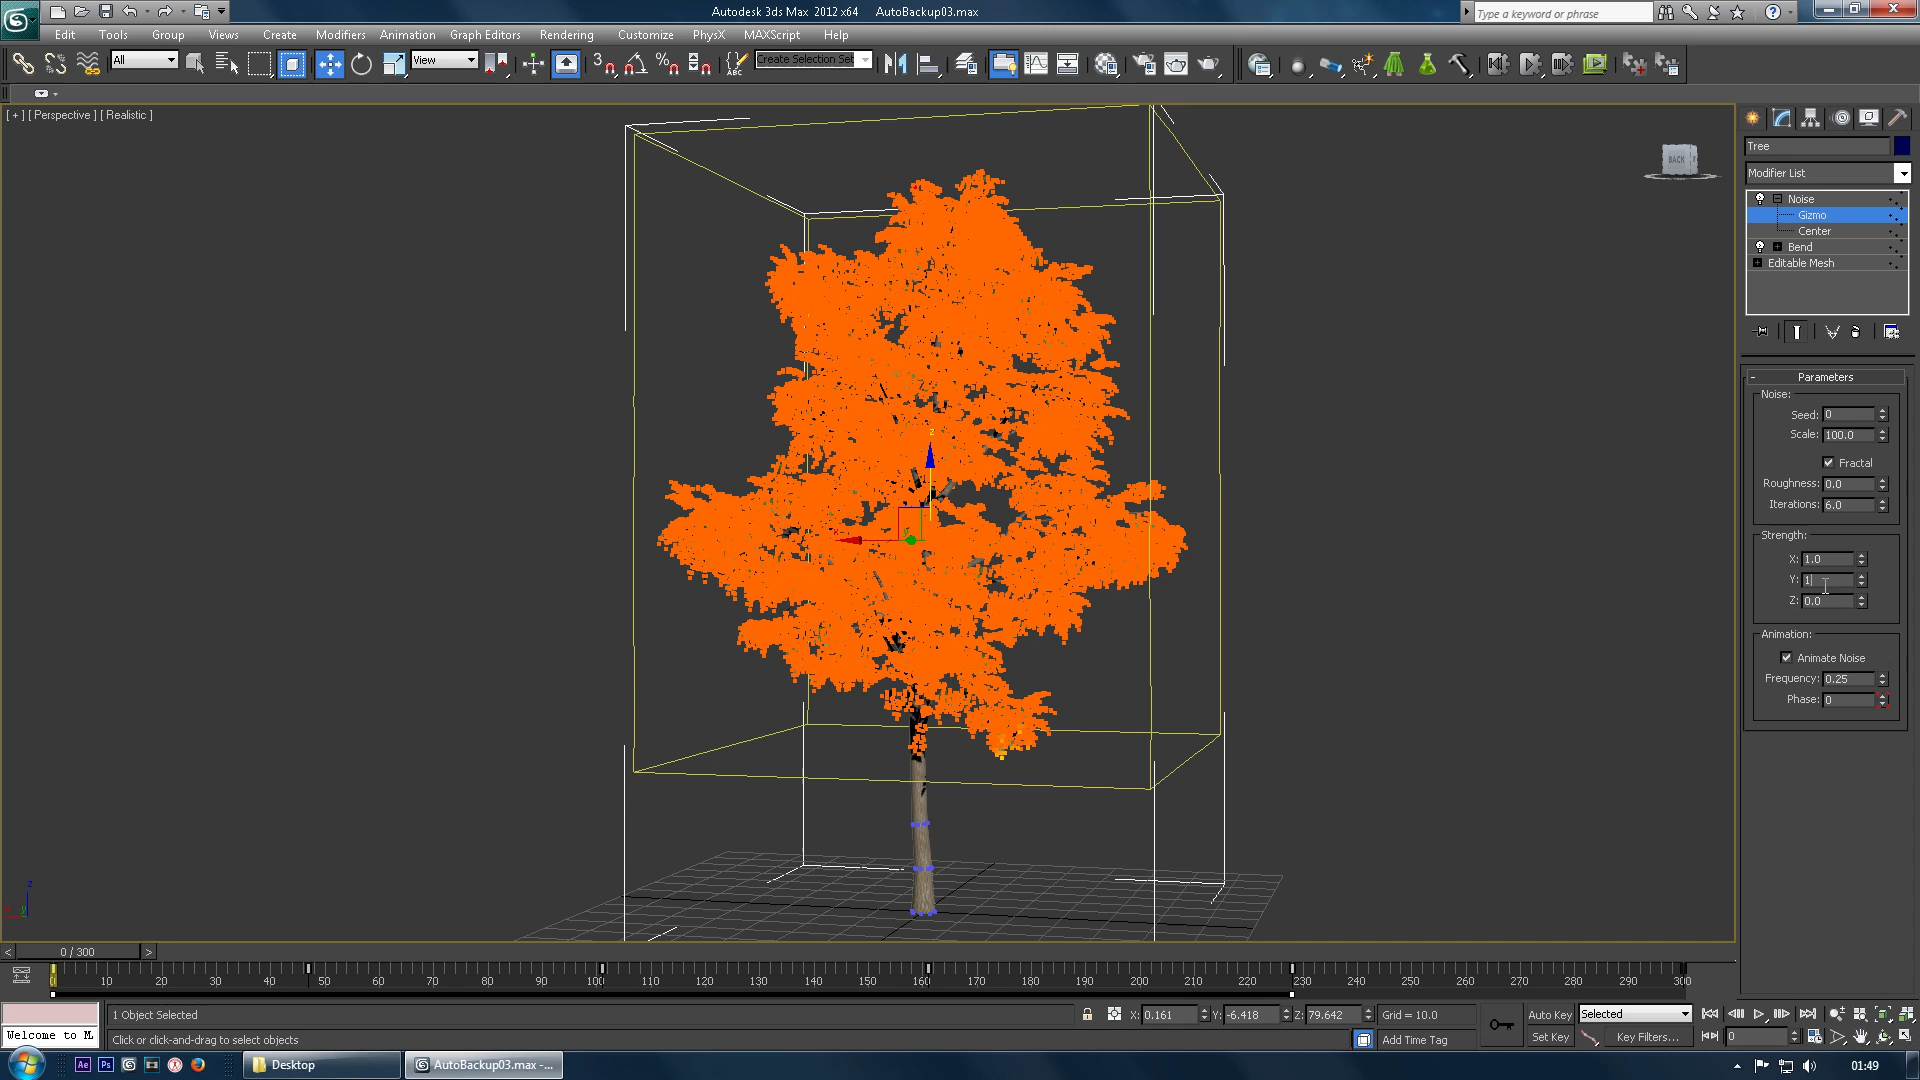 Autodesk 3ds Max 2012 x64 AutoBackup03.max
Type a keyword or phrase
Edit Tools Group Views Create Modifiers Animation Graph Editors Rendering Customize PhysX MAXScript Help
All View 3 ABC Create Selection Set
[ + ] [ Perspective ] [ Realistic ]
BACK
Tree
Modifier List
Noise
Gizmo
Center
Bend
Editable Mesh
- Parameters
Noise:
Seed: 0
Scale: 100.0
Fractal
Roughness: 0.0
Iterations: 6.0
Strength:
X: 1.0
Y: 1
Z: 0.0
Animation:
Animate Noise
Frequency: 0.25
Phase: 0
z
x
y
z
x y
< 0 / 300 >
0 10 20 30 40 50 60 70 80 90 100 110 120 130 140 150 160 170 180 190 200 210 220 230 240 250 260 270 280 290 300
1 Object Selected X: 0.161 Y: -6.418 Z: 79.642 Grid = 10.0 Auto Key Selected
Welcome to M. Click or click-and-drag to select objects Add Time Tag Set Key Key Filters... 0
Ae Ps Desktop AutoBackup03.max -... 01:49